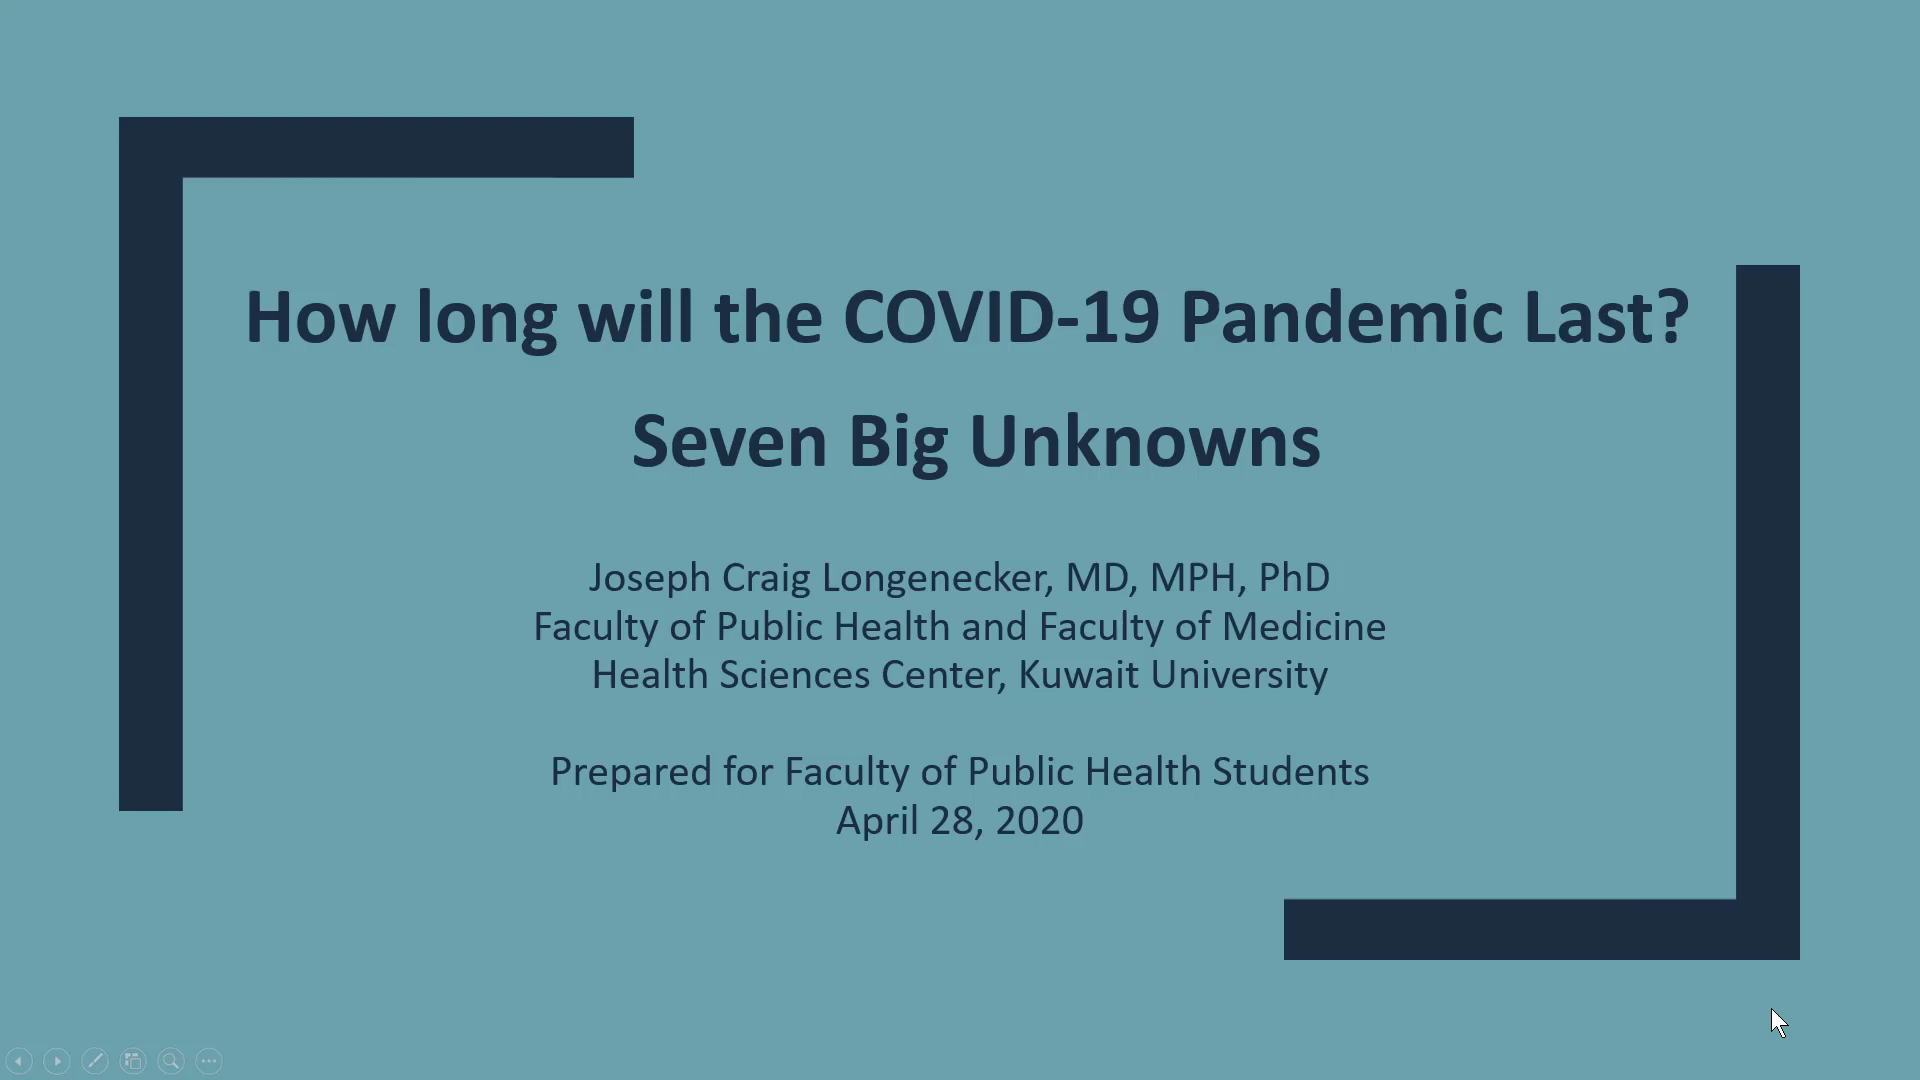 How long will the COVID-19 Pandemic Last?
Seven Big Unknowns
Joseph Craig Longenecker, MD, MPH, PhD
Faculty of Public Health and Faculty of Medicine
Health Sciences Center, Kuwait University
Prepared for Faculty of Public Health Students
April 28, 2020